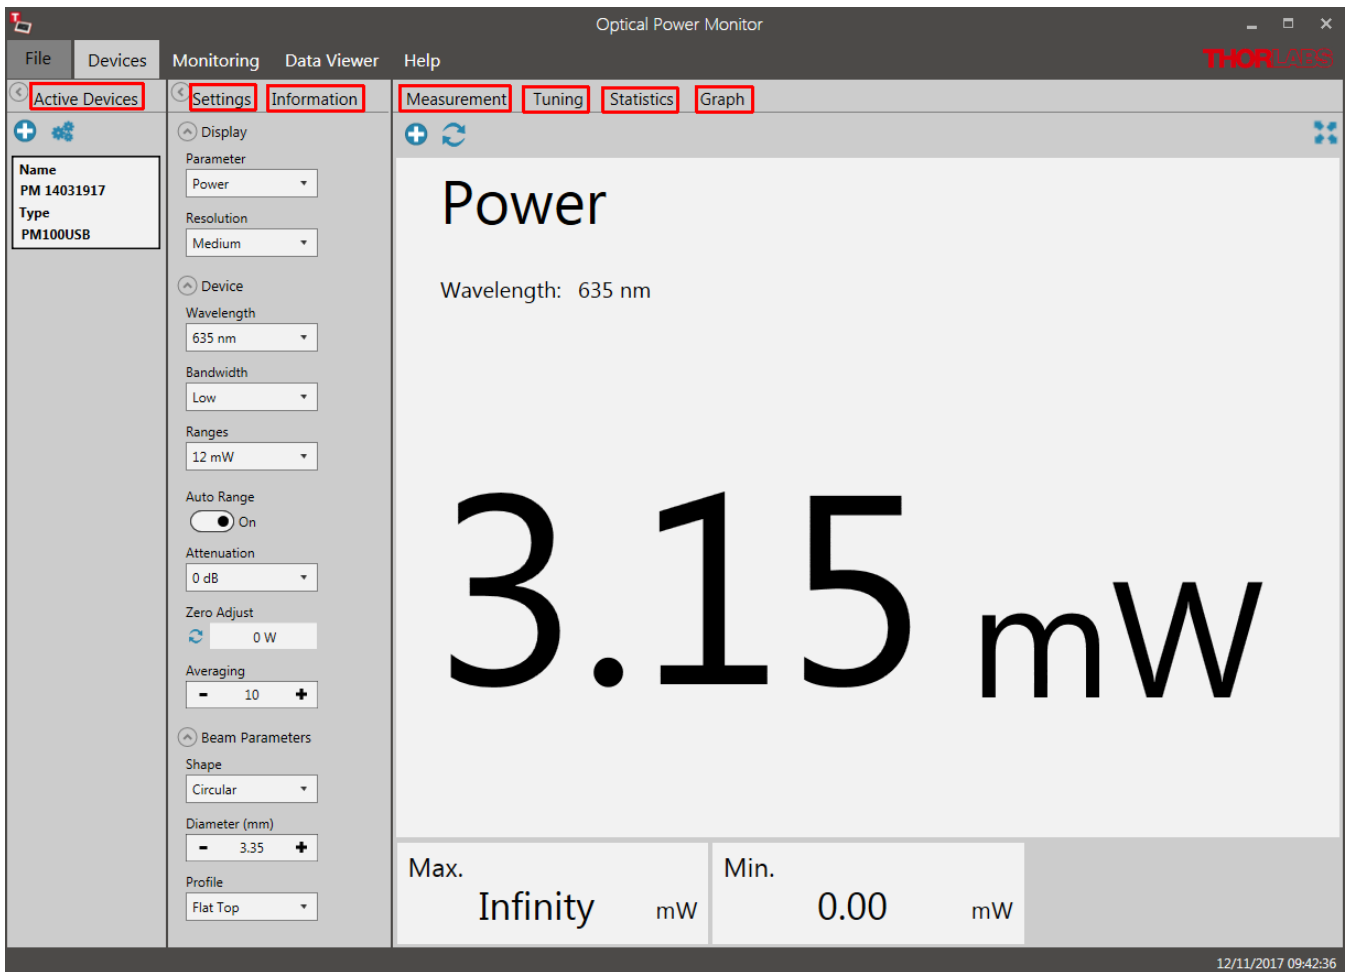 Optical Power Monitor
File Devices Monitoring Data Viewer Help
THORLABS
Active Devices
Name
PM 14031917
Type
PM100USB
Settings Information
Display
Parameter
Power
Resolution
Medium
Device
Wavelength
635 nm
Bandwidth
Low
Ranges
12 mW
Auto Range
On
Attenuation
0 dB
Zero Adjust
0 W
Averaging
- 10 +
Beam Parameters
Shape
Circular
Diameter (mm)
- 3.35 +
Profile
Flat Top
Measurement Tuning Statistics Graph
Power
Wavelength: 635 nm
3.15 mW
Max.
Infinity mW
Min.
0.00 mW
12/11/2017 09:42:36